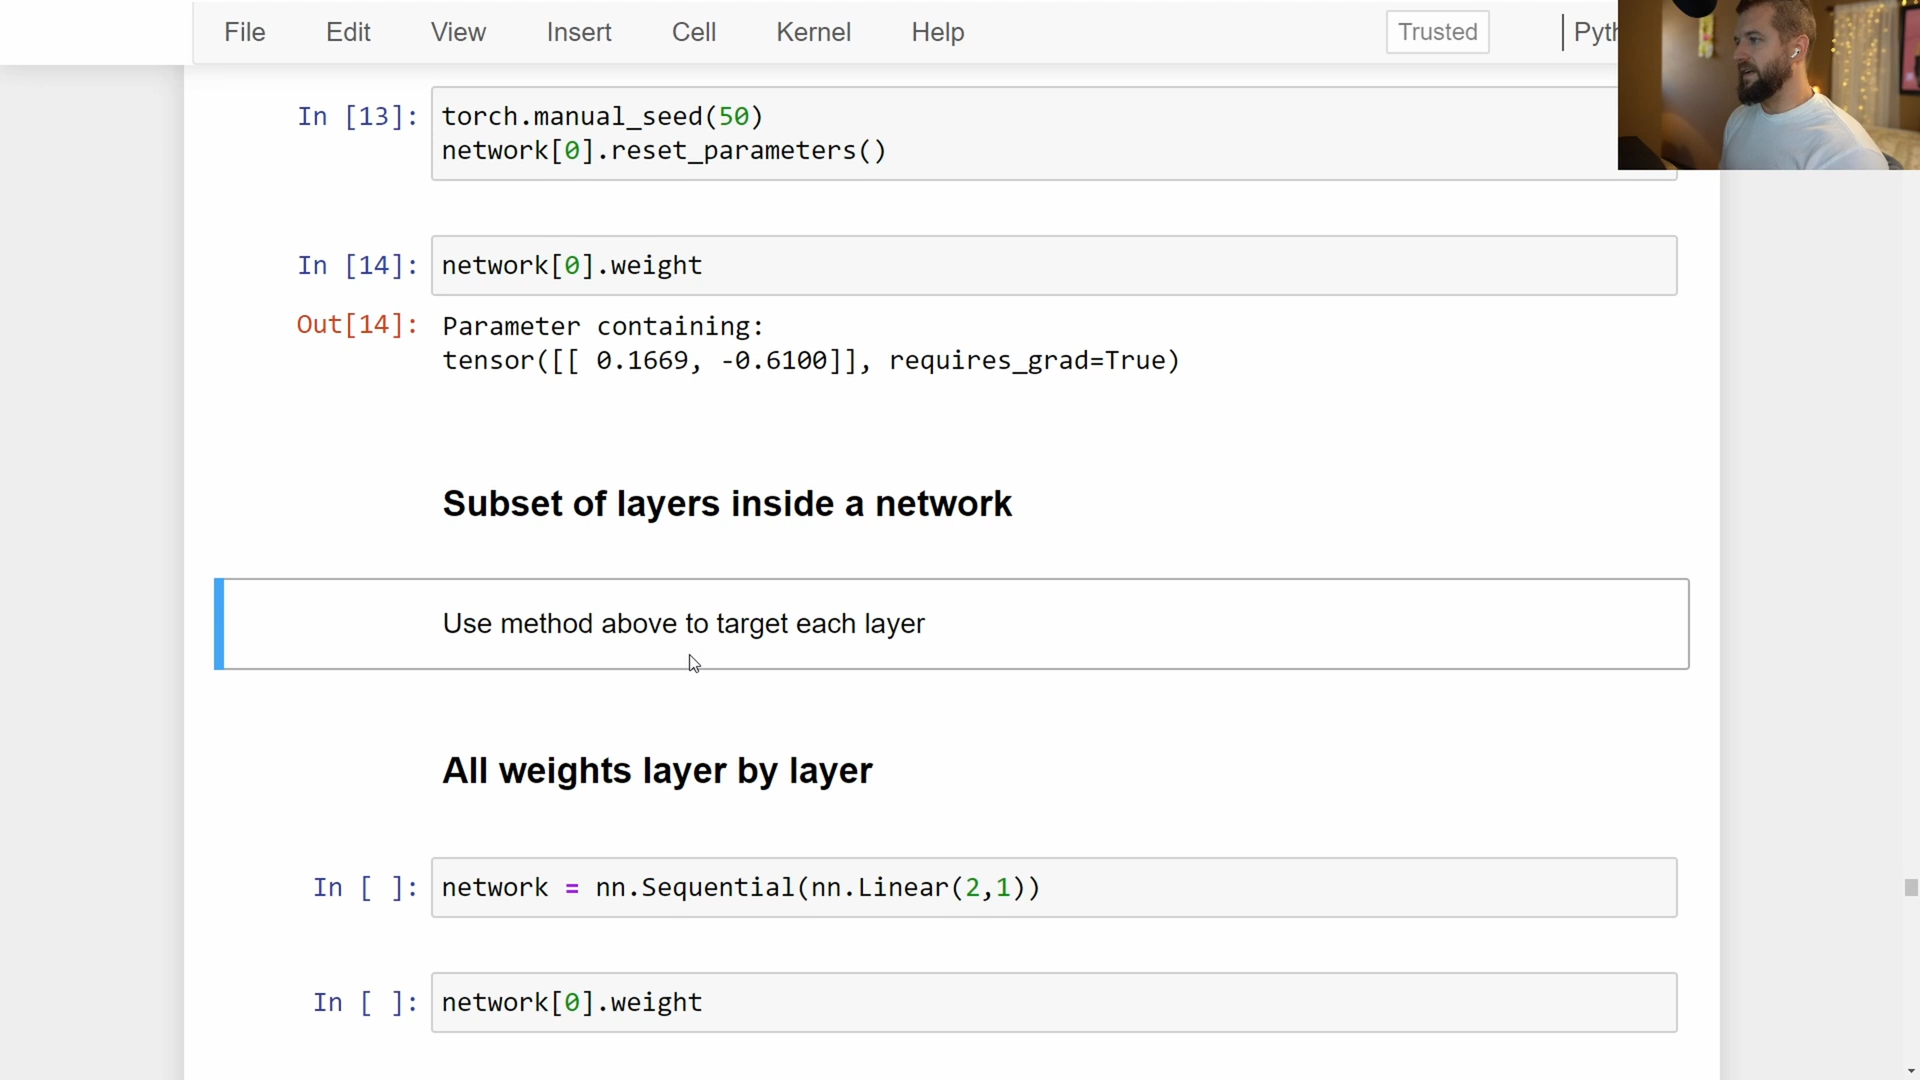 File Edit View Insert Cell Kernel Help Trusted
In [13]: torch.manual_seed(50)
network[0].reset_parameters()
In [14]: network[0].weight
Out[14]: Parameter containing:
tensor([[ 0.1669, -0.6100]], requires_grad=True)
Subset of layers inside a network
Use method above to target each layer
All weights layer by layer
In [ ]: network = nn.Sequential(nn.Linear(2,1))
In [ ]: network[0].weight